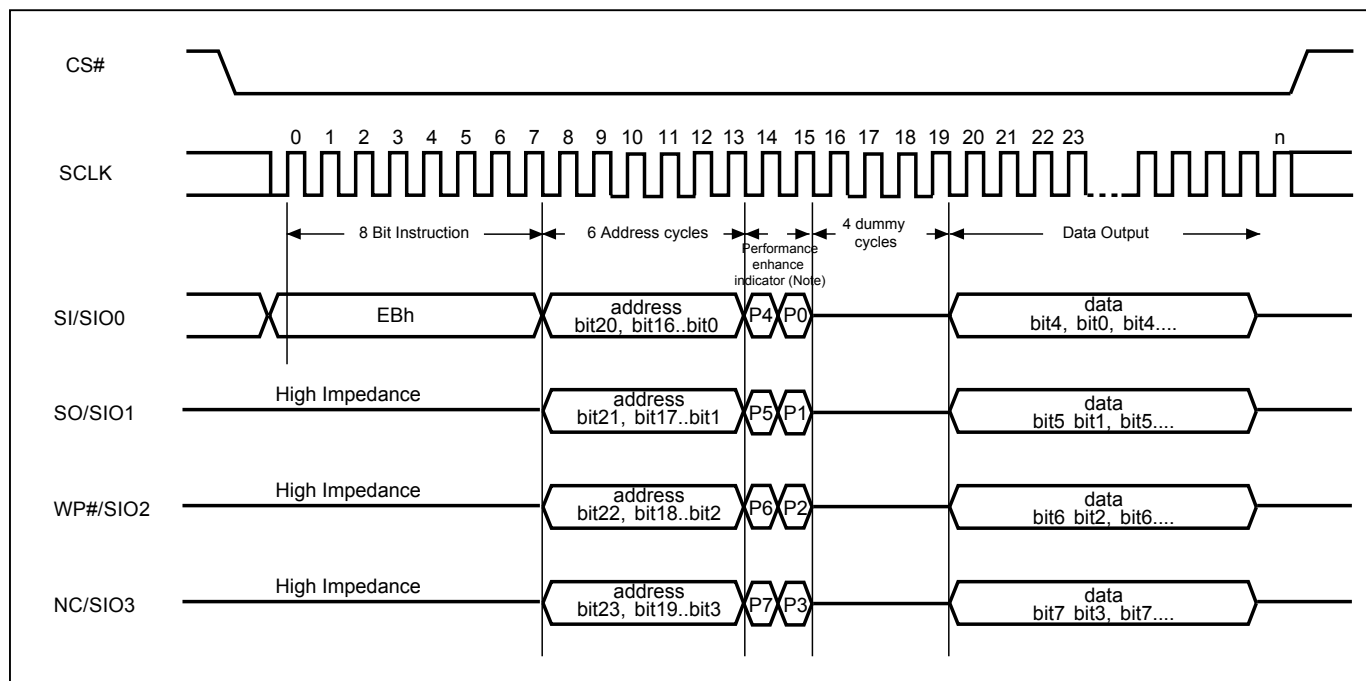 CS#
0 1 2 3 4 5 6 7 8 9 10 11 12 13 14 15 16 17 18 19 20 21 22 23 n
SCLK
8 Bit Instruction
6 Address cycles
Performance
enhance
indicator (Note)
4 dummy
cycles
Data Output
SI/SIO0
EBh
address
bit20, bit16..bit0
P4 P0
data
bit4, bit0, bit4....
SO/SIO1
High Impedance
address
bit21, bit17..bit1
P5 P1
data
bit5 bit1, bit5....
WP#/SIO2
High Impedance
address
bit22, bit18..bit2
P6 P2
data
bit6 bit2, bit6....
NC/SIO3
High Impedance
address
bit23, bit19..bit3
P7 P3
data
bit7 bit3, bit7....